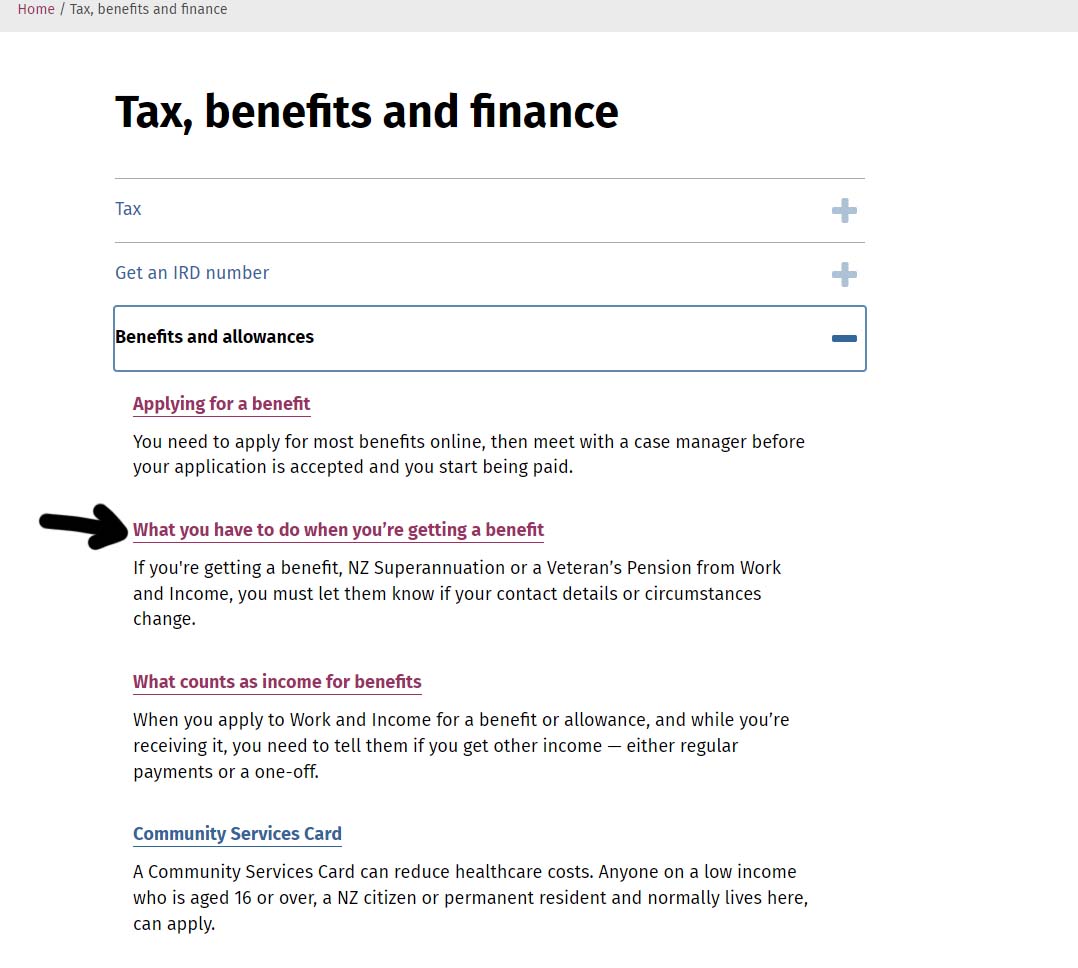 Home / Tax, benefits and finance
Tax, benefits and finance
Tax
Get an IRD number
Benefits and allowances
Applying for a benefit
You need to apply for most benefits online, then meet with a case manager before
your application is accepted and you start being paid.
What you have to do when you’re getting a benefit
If you're getting a benefit, NZ Superannuation or a Veteran’s Pension from Work
and Income, you must let them know if your contact details or circumstances
change.
What counts as income for benefits
When you apply to Work and Income for a benefit or allowance, and while you’re
receiving it, you need to tell them if you get other income — either regular
payments or a one-off.
Community Services Card
A Community Services Card can reduce healthcare costs. Anyone on a low income
who is aged 16 or over, a NZ citizen or permanent resident and normally lives here,
can apply.